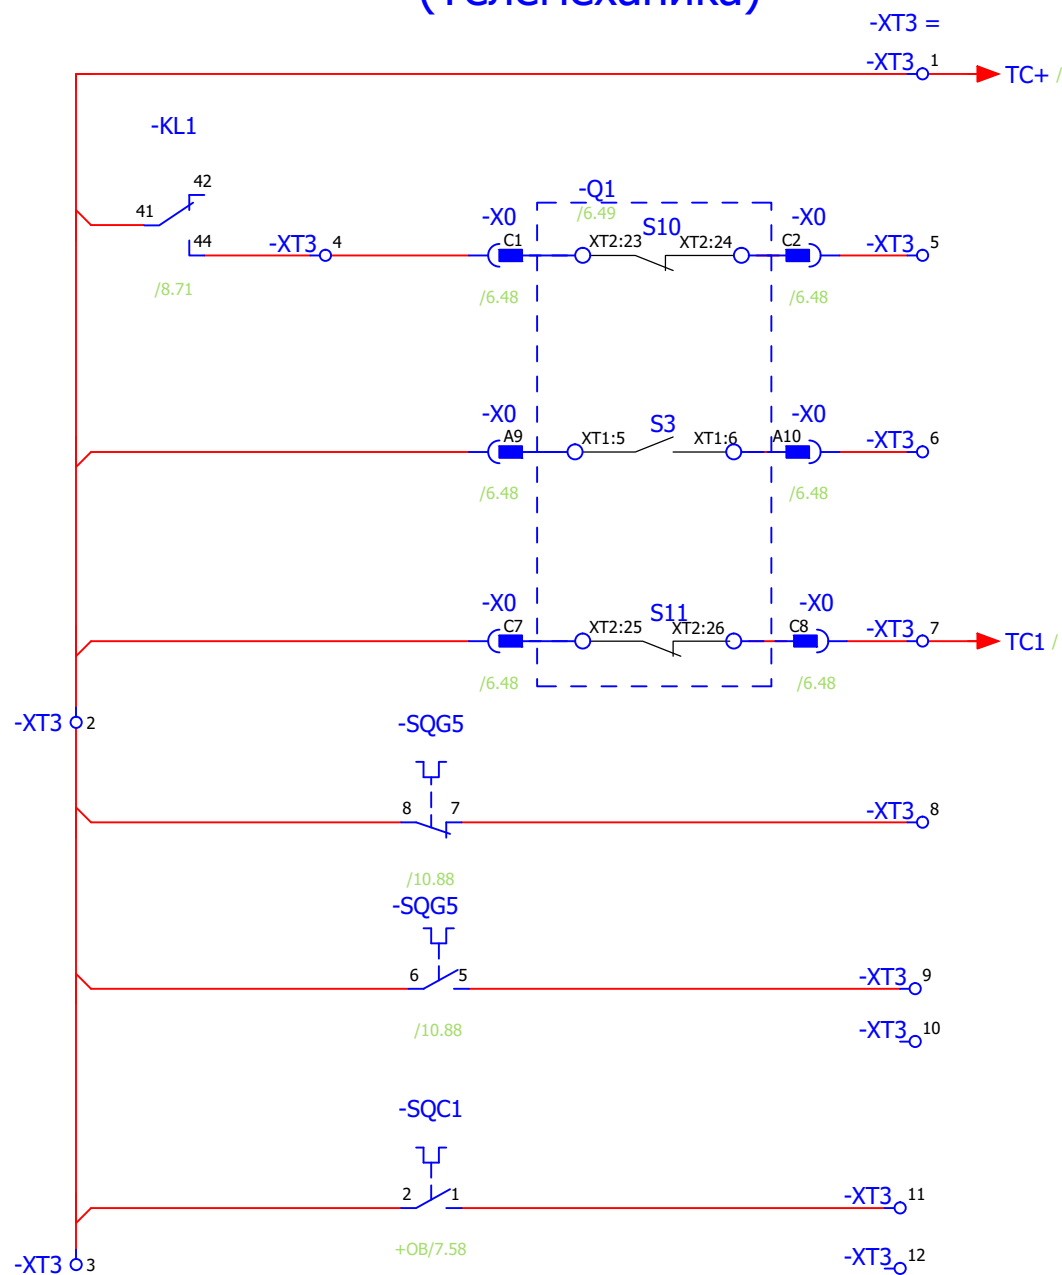 (Телемеханика)
-XT3 =
-XT3 1
TC+ /
-KL1
42
41
44
/8.71
-XT3 4
-X0
C1
/6.48
-Q1
/6.49
S10
XT2:23 XT2:24
-X0
C2
/6.48
-XT3 5
-X0
A9
/6.48
S3
XT1:5 XT1:6
-X0
A10
/6.48
-XT3 6
-X0
C7
/6.48
S11
XT2:25 XT2:26
-X0
C8
/6.48
-XT3 7
TC1 /
-XT3 2
-SQG5
8 7
/10.88
-XT3 8
-SQG5
6 5
/10.88
-XT3 9
-XT3 10
-SQC1
2 1
+OB/7.58
-XT3 11
-XT3 3
-XT3 12